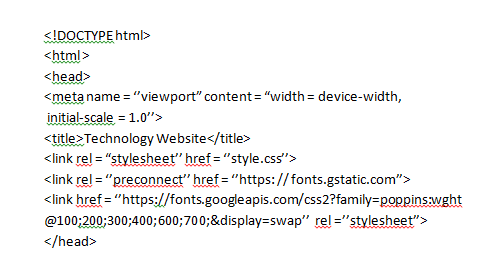 <!DOCTYPE html>
<html>
<head>
<meta name = ‘’viewport” content = “width = device-width,
initial-scale = 1.0’’>
<title>Technology Website</title>
<link rel = “stylesheet’’ href = ‘’style.css’’>
<link rel = ‘’preconnect’’ href = ‘’https: // fonts.gstatic.com’’>
<link href = ‘’https://fonts.googleapis.com/css2?family=poppins:wght
@100;200;300;400;600;700;&display=swap’’ rel =’’stylesheet’’>
</head>